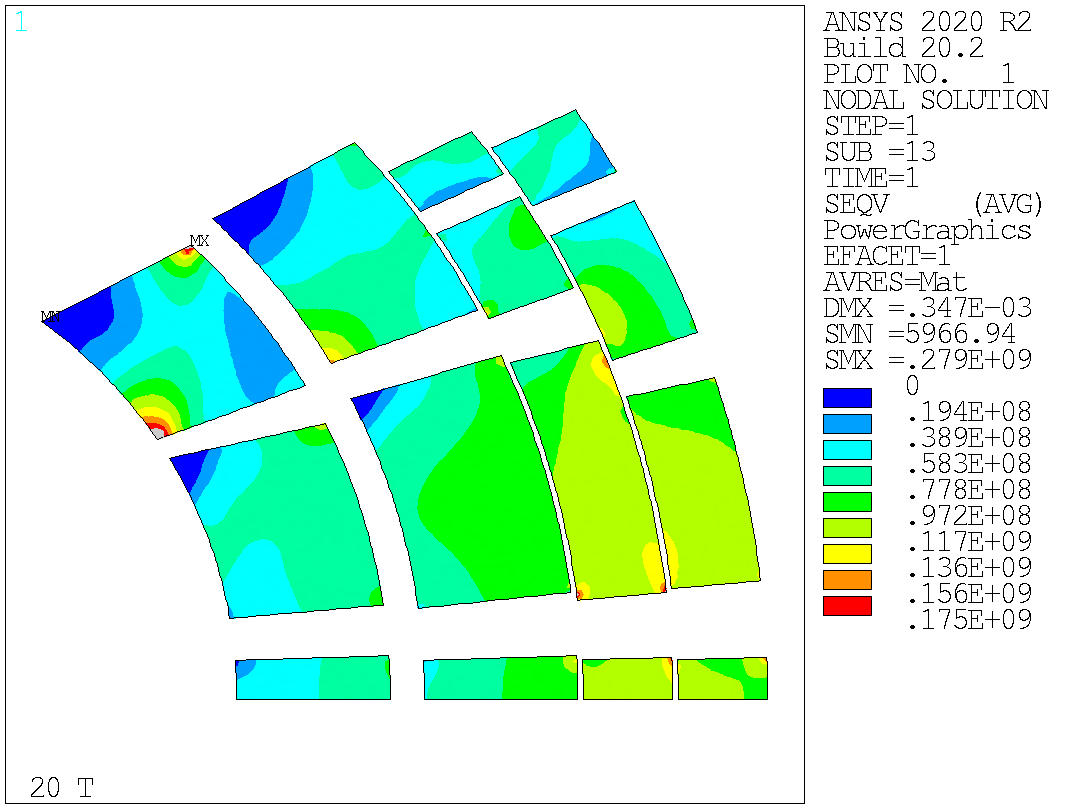 1
ANSYS 2020 R2
Build 20.2
PLOT NO. 1
NODAL SOLUTION
STEP=1
SUB =13
TIME=1
SEQV (AVG)
PowerGraphics
EFACET=1
AVRES=Mat
DMX =.347E-03
SMN =5966.94
SMX =.279E+09
0
.194E+08
.389E+08
.583E+08
.778E+08
.972E+08
.117E+09
.136E+09
.156E+09
.175E+09
MX
MN
20 T